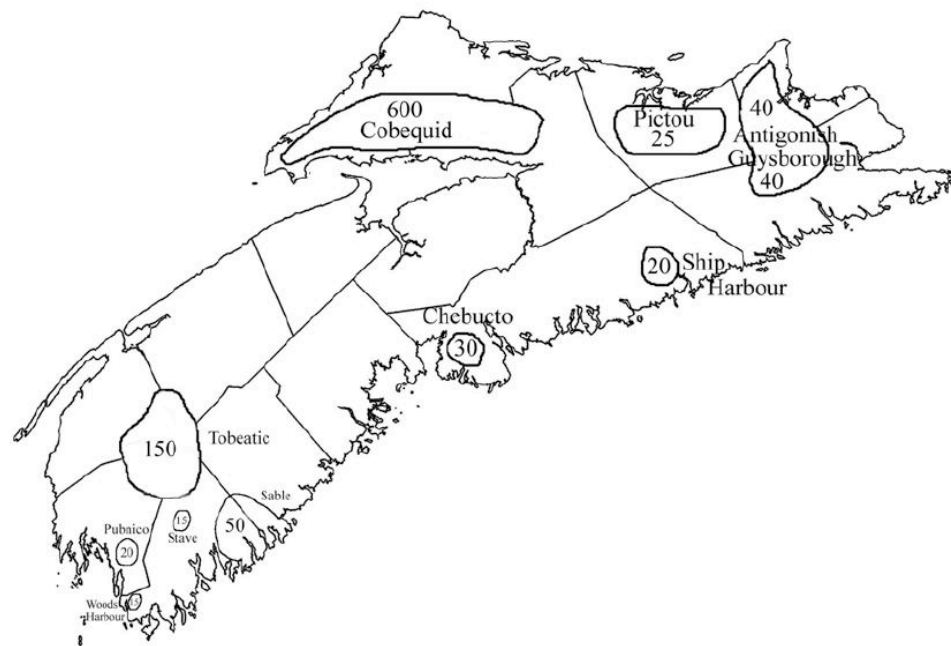 600
Cobequid
Pictou
25
40
Antigonish
Guysborough
40
20
Ship
Harbour
Chebucto
30
150
Tobeatic
Sable
50
15
Stave
Pubnico
20
Woods
Harbour
15